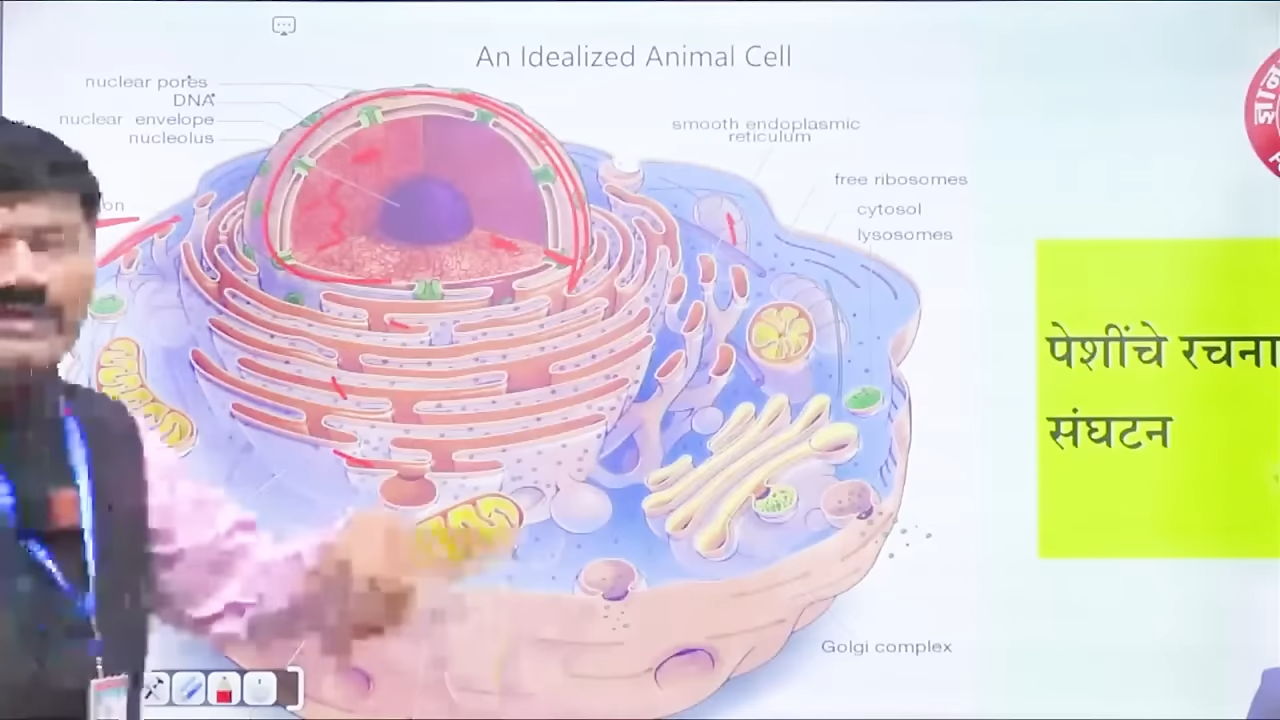 An Idealized Animal Cell
nuclear pores
DNA
nuclear envelope
nucleolus
smooth endoplasmic
reticulum
free ribosomes
cytosol
lysosomes
Golgi complex
पेशींचे रचना
संघटन